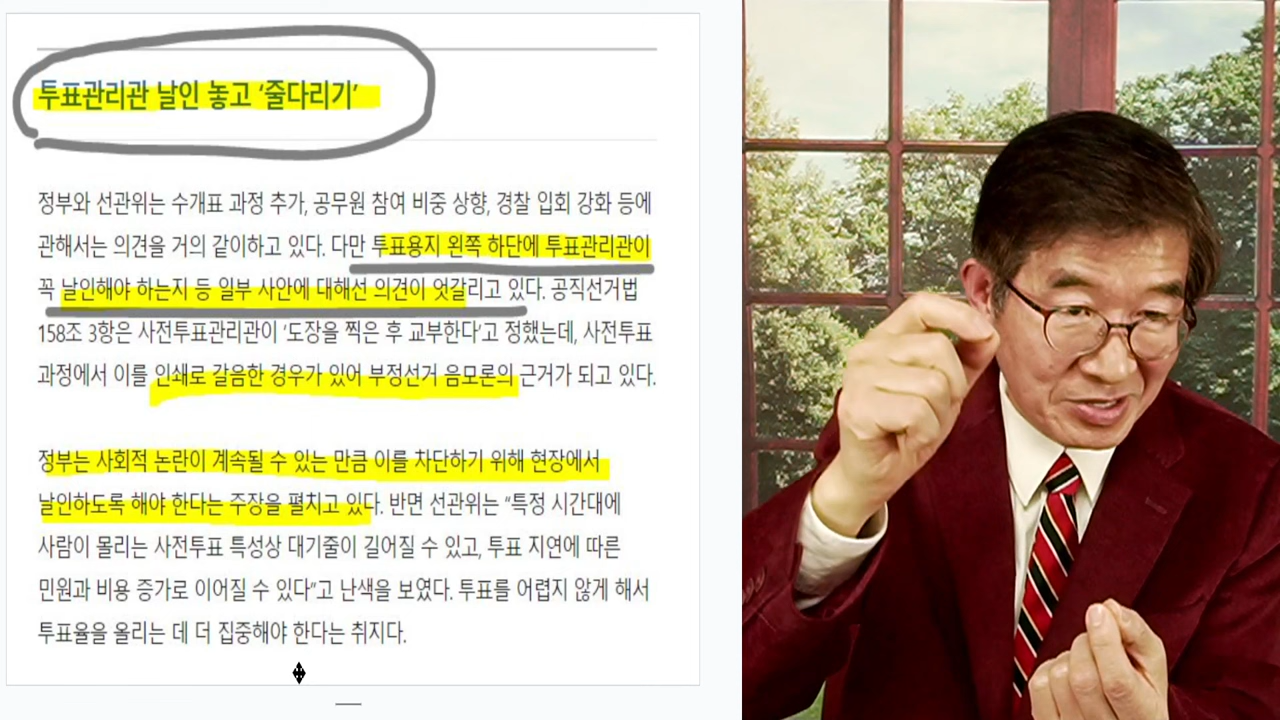 투표관리관 날인 놓고 ‘줄다리기’
정부와 선관위는 수개표 과정 추가, 공무원 참여 비중 상향, 경찰 입회 강화 등에
관해서는 의견을 거의 같이하고 있다. 다만 투표용지 왼쪽 하단에 투표관리관이
꼭 날인해야 하는지 등 일부 사안에 대해선 의견이 엇갈리고 있다. 공직선거법
158조 3항은 사전투표관리관이 ‘도장을 찍은 후 교부한다’고 정했는데, 사전투표
과정에서 이를 인쇄로 갈음한 경우가 있어 부정선거 음모론의 근거가 되고 있다.
정부는 사회적 논란이 계속될 수 있는 만큼 이를 차단하기 위해 현장에서
날인하도록 해야 한다는 주장을 펼치고 있다. 반면 선관위는 “특정 시간대에
사람이 몰리는 사전투표 특성상 대기줄이 길어질 수 있고, 투표 지연에 따른
민원과 비용 증가로 이어질 수 있다”고 난색을 보였다. 투표를 어렵지 않게 해서
투표율을 올리는 데 더 집중해야 한다는 취지다.